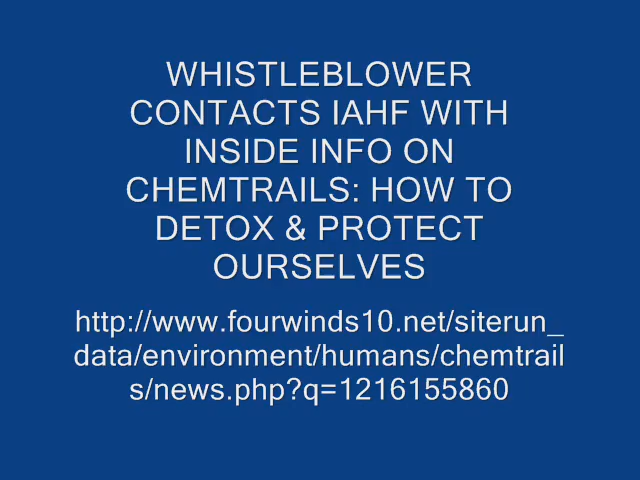 WHISTLEBLOWER
CONTACTS IAHF WITH
INSIDE INFO ON
CHEMTRAILS: HOW TO
DETOX & PROTECT
OURSELVES
http://www.fourwinds10.net/siterun_
data/environment/humans/chemtrail
s/news.php?q=1216155860